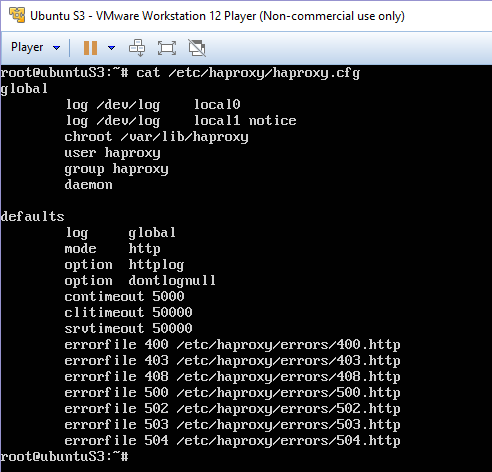 Ubuntu S3 - VMware Workstation 12 Player (Non-commercial use only)
Player
root@ubuntuS3:~# cat /etc/haproxy/haproxy.cfg
global
        log /dev/log    local0
        log /dev/log    local1 notice
        chroot /var/lib/haproxy
        user haproxy
        group haproxy
        daemon

defaults
        log     global
        mode    http
        option  httplog
        option  dontlognull
        contimeout 5000
        clitimeout 50000
        srvtimeout 50000
        errorfile 400 /etc/haproxy/errors/400.http
        errorfile 403 /etc/haproxy/errors/403.http
        errorfile 408 /etc/haproxy/errors/408.http
        errorfile 500 /etc/haproxy/errors/500.http
        errorfile 502 /etc/haproxy/errors/502.http
        errorfile 503 /etc/haproxy/errors/503.http
        errorfile 504 /etc/haproxy/errors/504.http
root@ubuntuS3:~#